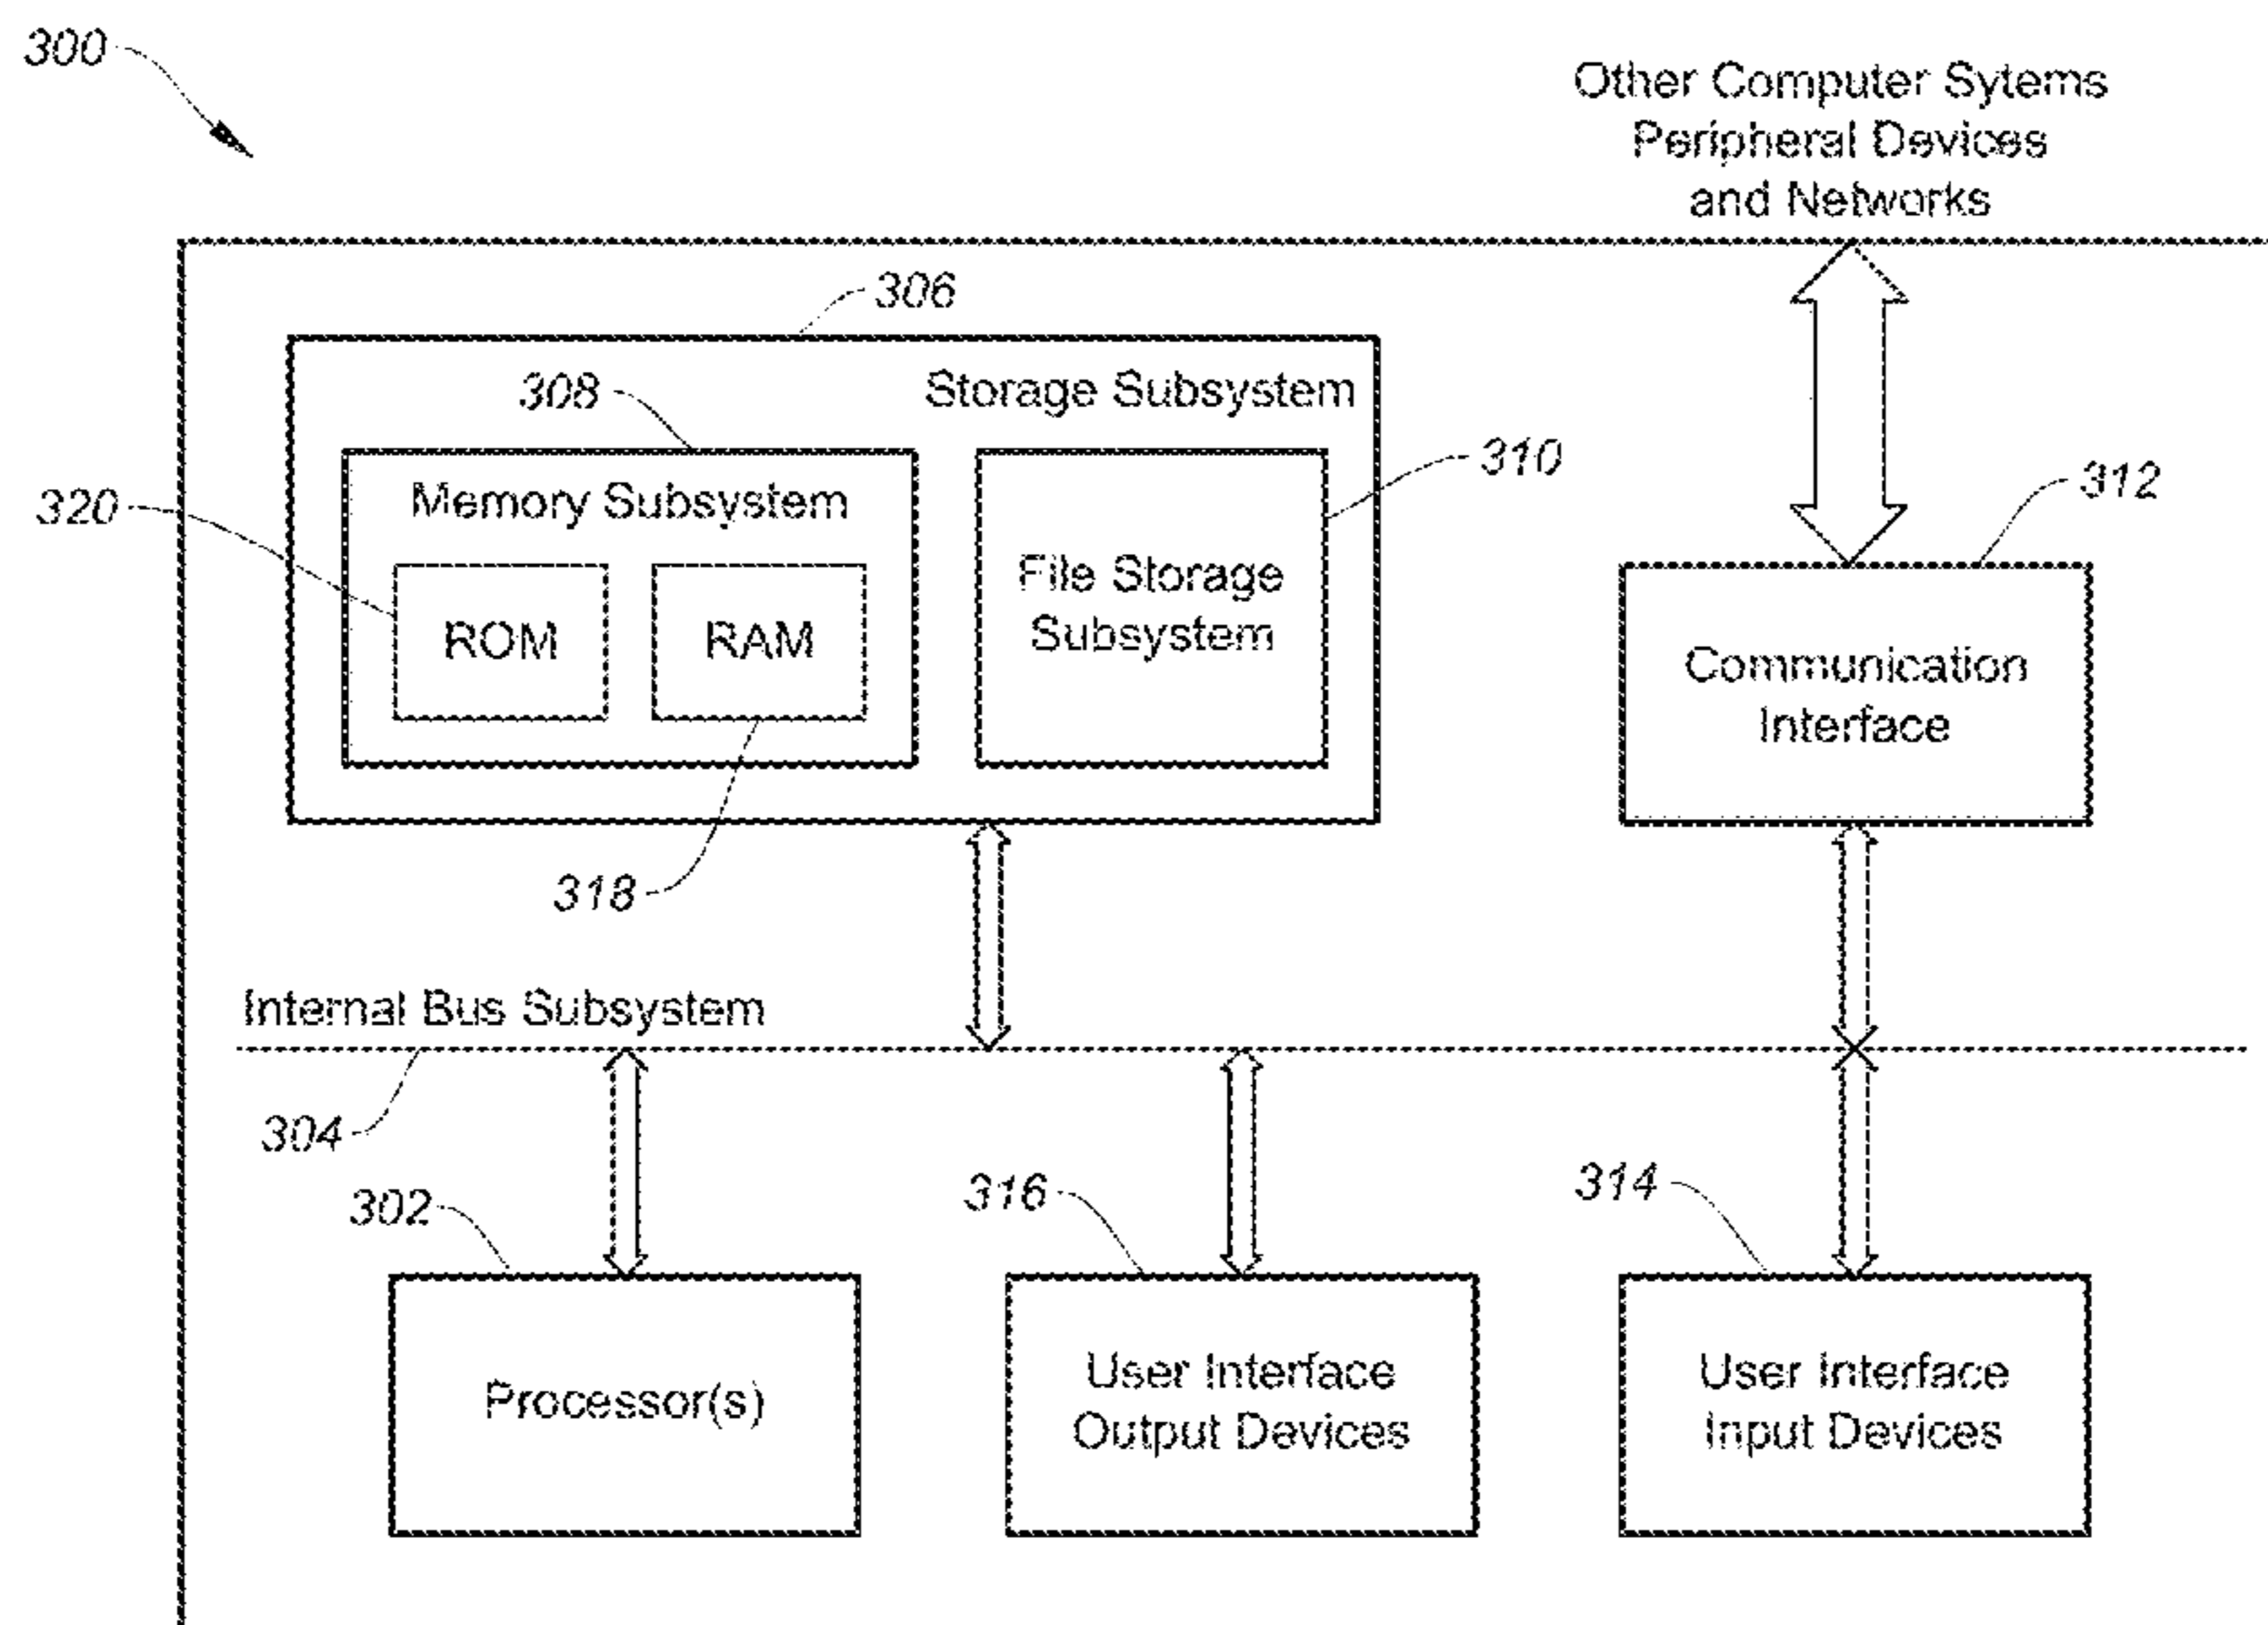 300
Other Computer Sytems
Peripheral Devices
and Networks
306
308
Storage Subsystem
310
312
320
Memory Subsystem
File Storage
Subsystem
ROM
RAM
Communication
Interface
318
Internal Bus Subsystem
304
302
316
314
Processor(s)
User Interface
Output Devices
User Interface
Input Devices